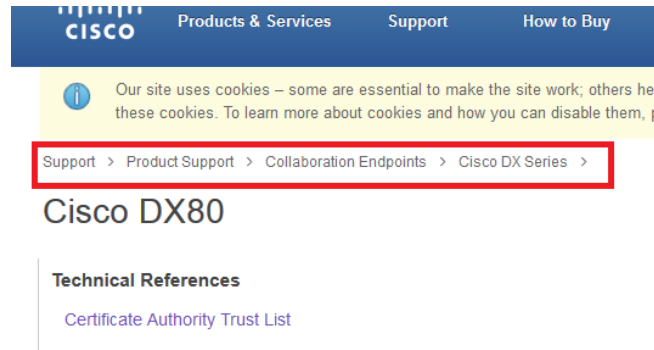 CISCO Products & Services Support How to Buy
Our site uses cookies – some are essential to make the site work; others he
these cookies. To learn more about cookies and how you can disable them,
Support > Product Support > Collaboration Endpoints > Cisco DX Series >
Cisco DX80
Technical References
Certificate Authority Trust List